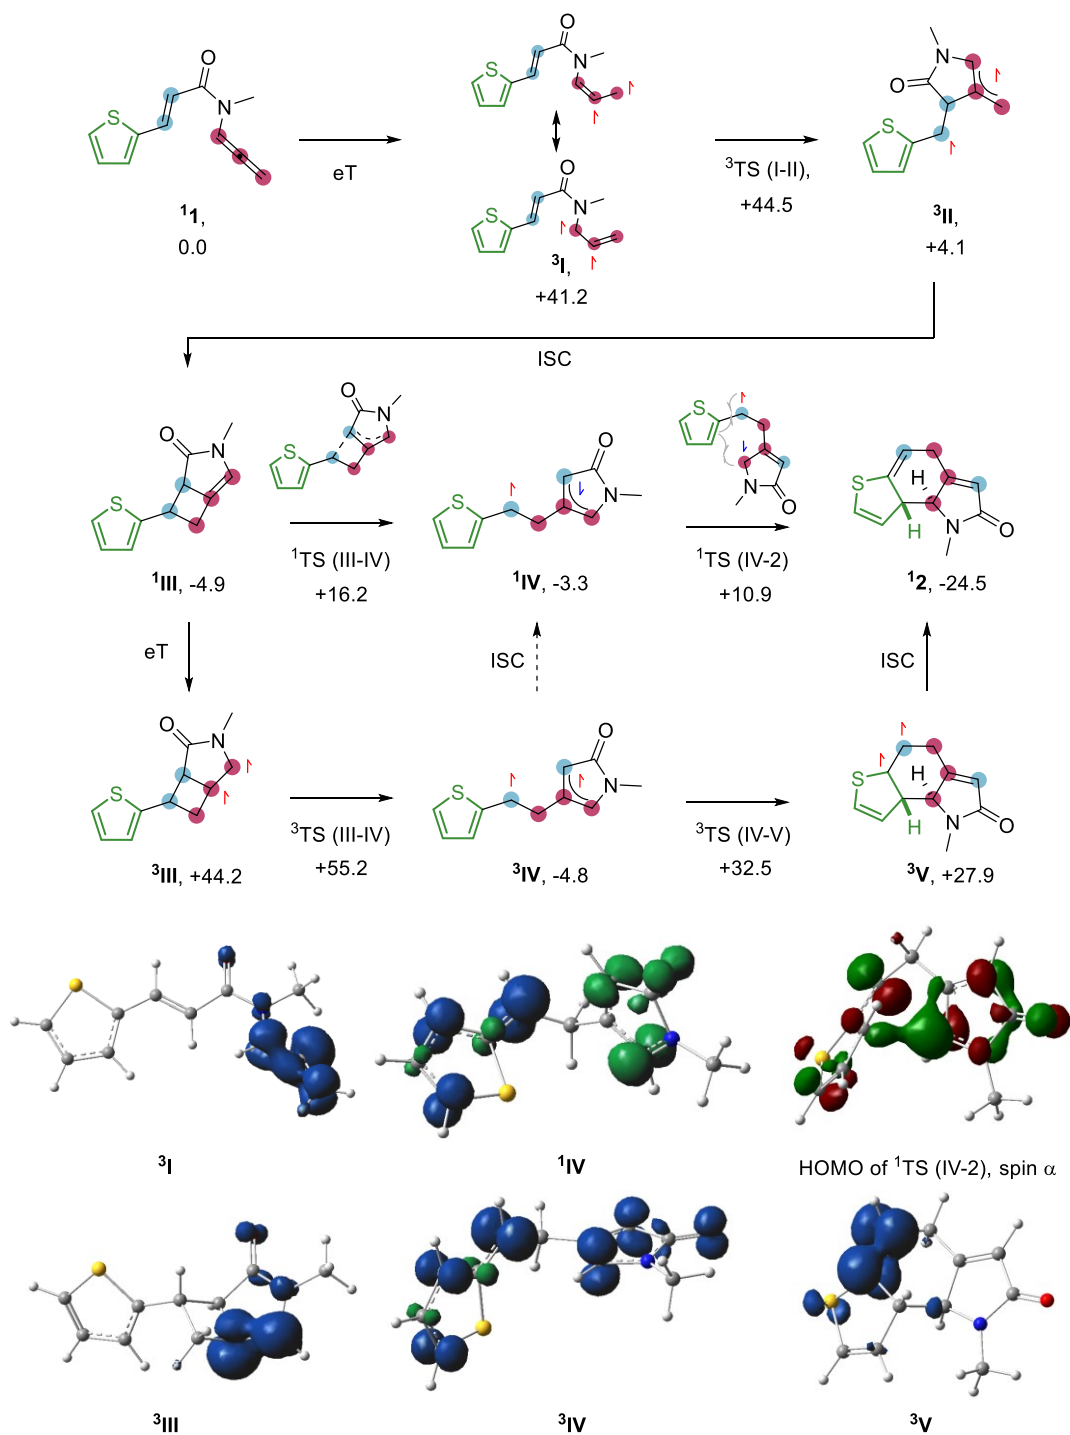 O
N
S
O
N
S
O
N
S
N
O
S
eT
³TS (I-II),
+44.5
¹1,
0.0
³I,
+41.2
³II,
+4.1
ISC
O
N
S
O
N
S
O
N
S
S
N
O
H
S
H
N
O
¹TS (III-IV)
+16.2
¹TS (IV-2)
+10.9
¹III, -4.9
¹IV, -3.3
¹2, -24.5
eT
ISC
ISC
O
N
S
O
N
S
H
S
H
N
O
³TS (III-IV)
+55.2
³TS (IV-V)
+32.5
³III, +44.2
³IV, -4.8
³V, +27.9
³I
¹IV
HOMO of ¹TS (IV-2), spin α
³III
³IV
³V